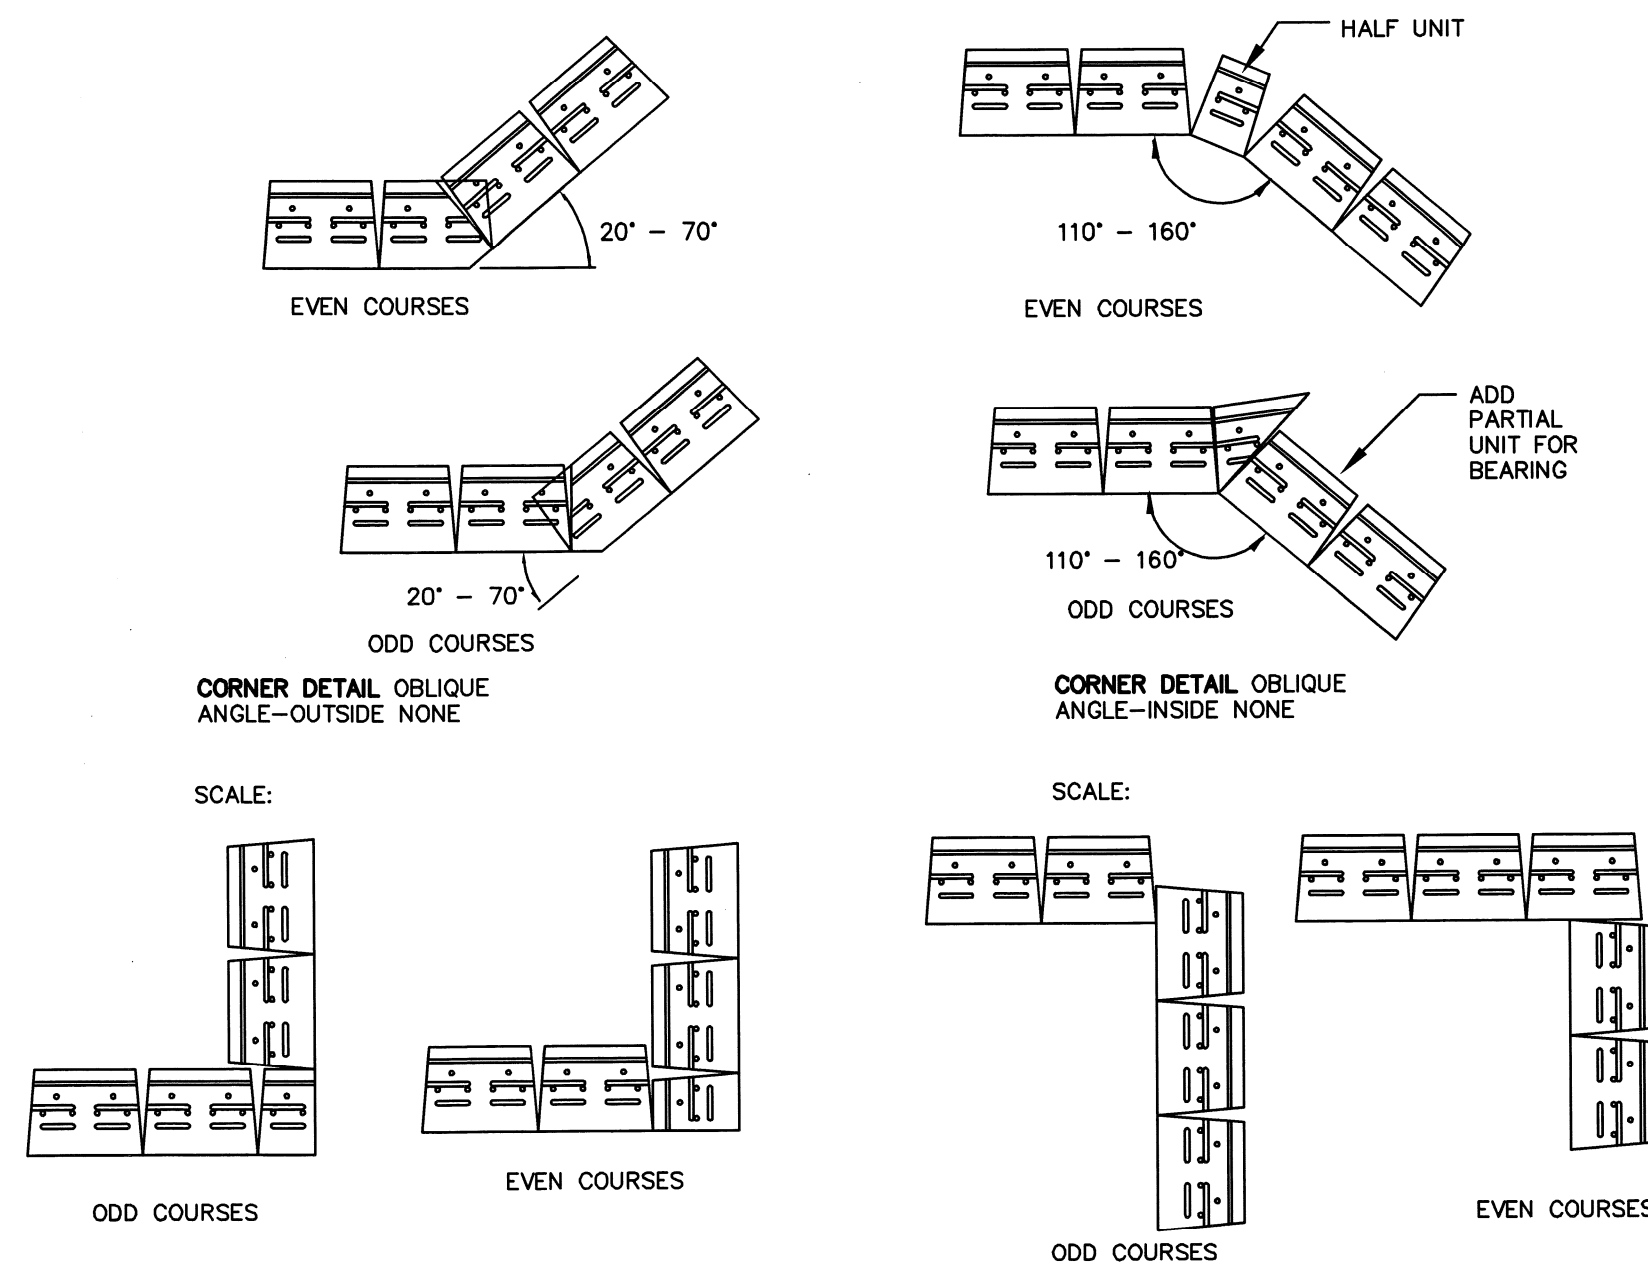 HALF UNIT
20° – 70°
110° – 160°
EVEN COURSES
EVEN COURSES
ADD
PARTIAL
UNIT FOR
BEARING
20° – 70°
110° – 160°
ODD COURSES
ODD COURSES
CORNER DETAIL OBLIQUE
ANGLE–OUTSIDE NONE
CORNER DETAIL OBLIQUE
ANGLE–INSIDE NONE
SCALE:
SCALE:
EVEN COURSES
ODD COURSES
EVEN COURSES
ODD COURSES